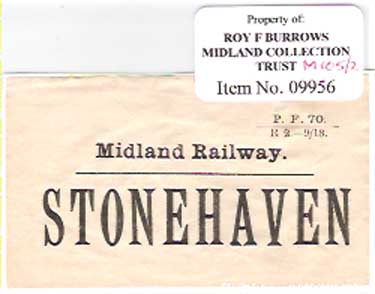 Property of:
ROY F BURROWS
MIDLAND COLLECTION
TRUST M105/2
Item No. 09956
P. F. 70.
R 2.—9/18.
Midland Railway.
STONEHAVEN